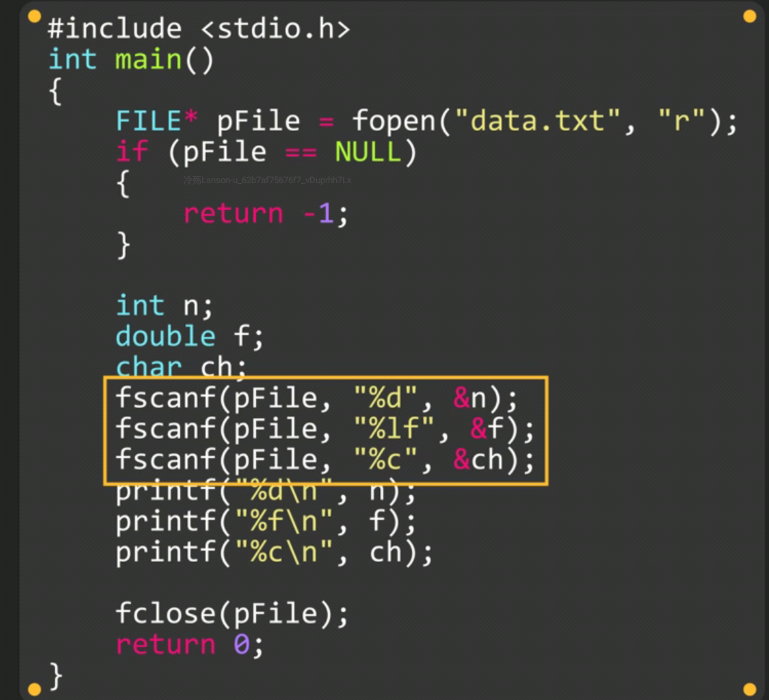 #include <stdio.h>
int main()
{
    FILE* pFile = fopen("data.txt", "r");
    if (pFile == NULL)
    {
        return -1;
    }

    int n;
    double f;
    char ch;
    fscanf(pFile, "%d", &n);
    fscanf(pFile, "%lf", &f);
    fscanf(pFile, "%c", &ch);
    printf("%d\n", n);
    printf("%f\n", f);
    printf("%c\n", ch);

    fclose(pFile);
    return 0;
}